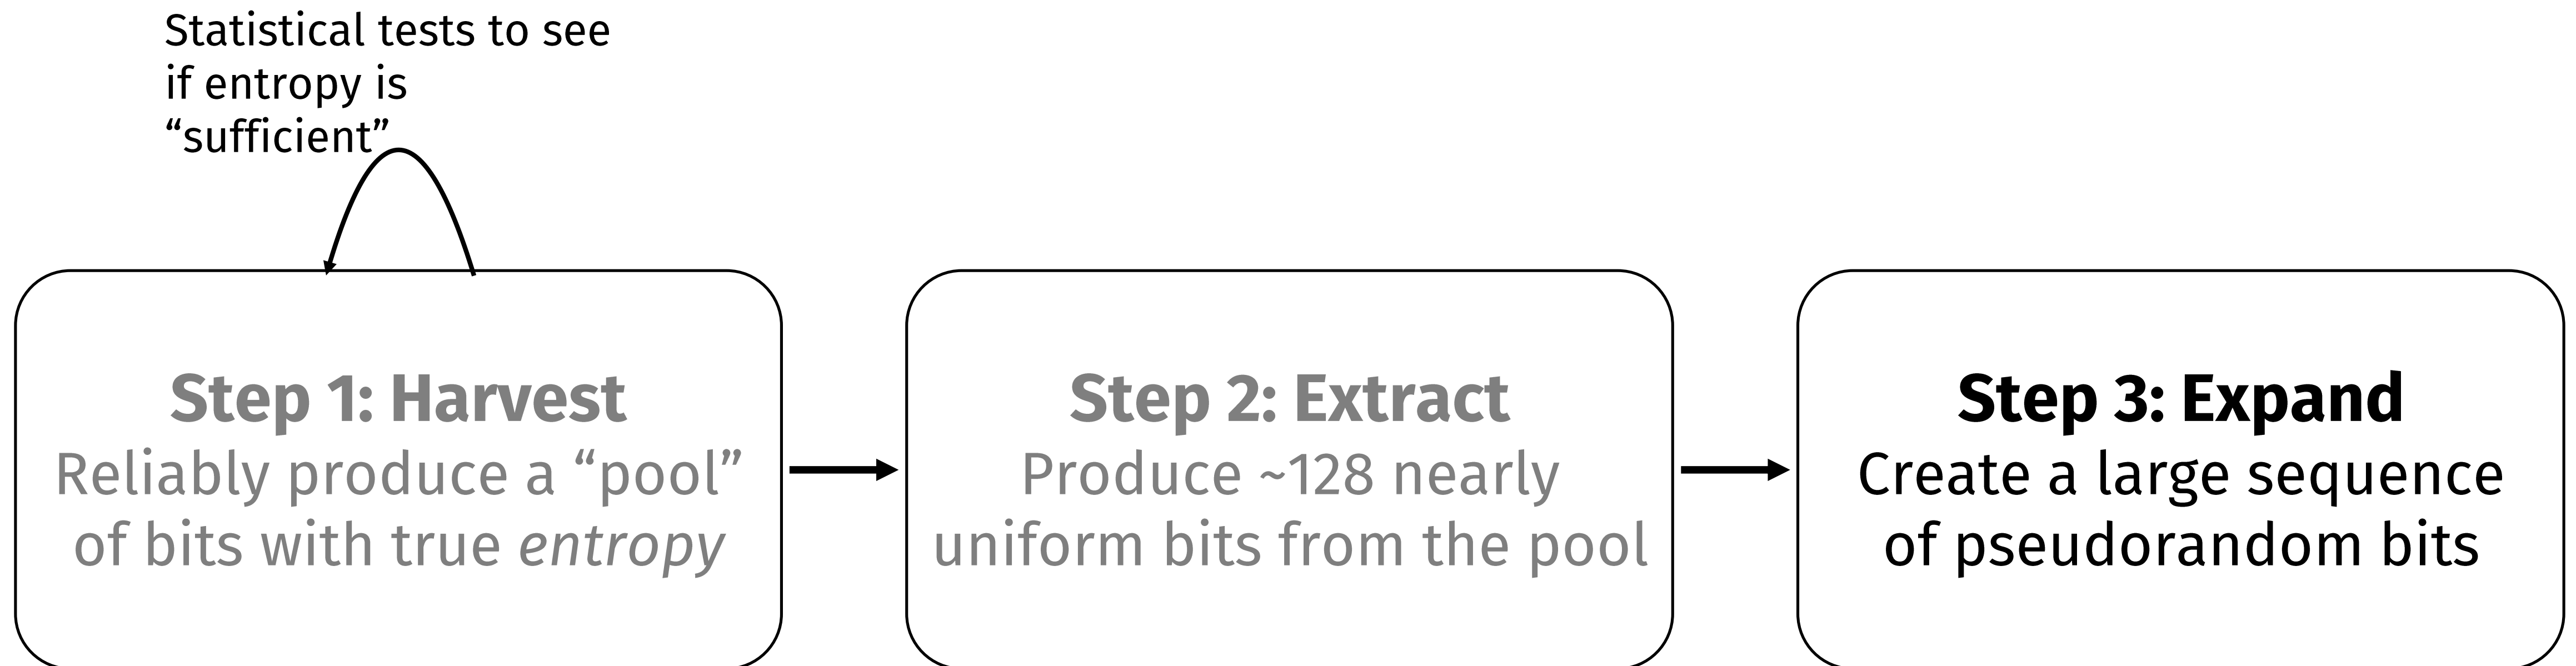 Statistical tests to see
if entropy is
“sufficient”
Step 1: Harvest
Reliably produce a “pool”
of bits with true entropy
Step 2: Extract
Produce ~128 nearly
uniform bits from the pool
Step 3: Expand
Create a large sequence
of pseudorandom bits